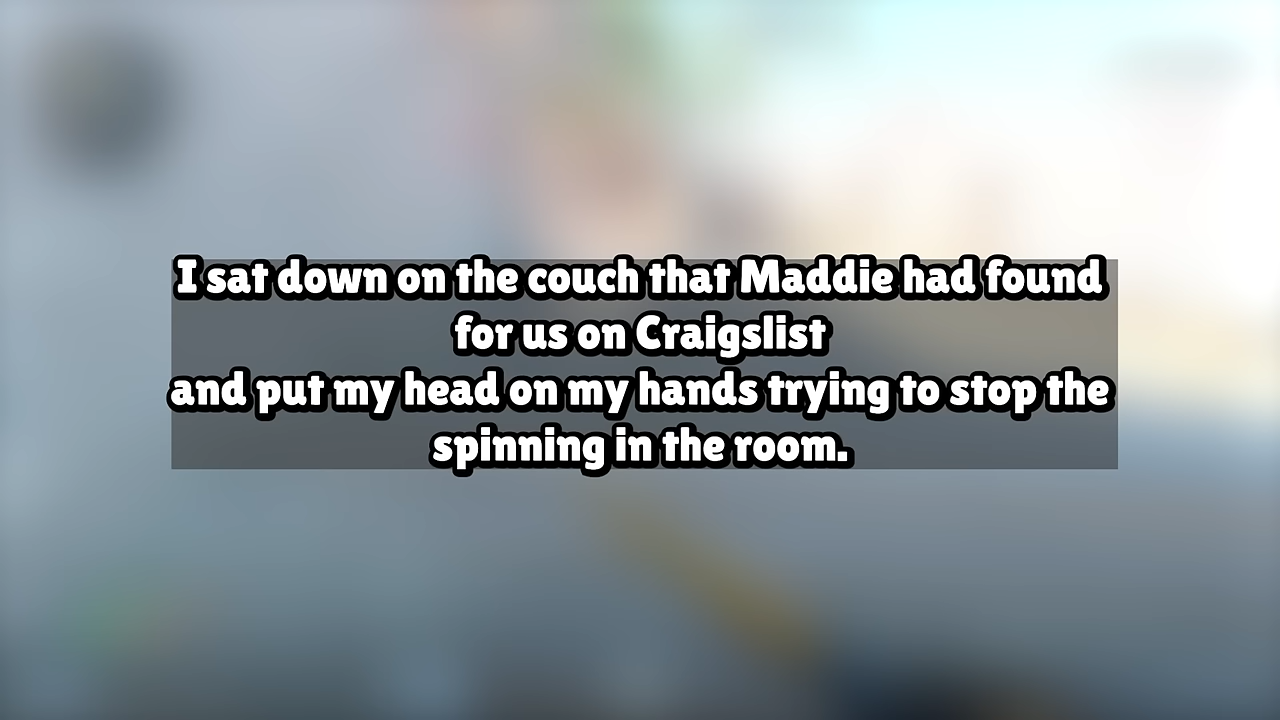 I sat down on the couch that Maddie had found
for us on Craigslist
and put my head on my hands trying to stop the
spinning in the room.